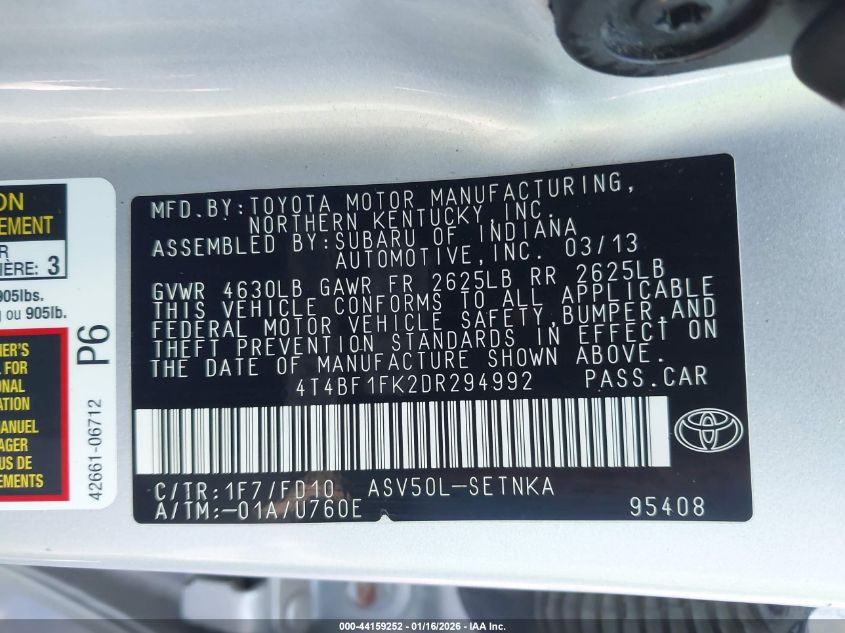 ON
EMENT
R
IÈRE: 3
905lbs.
g ou 905lb.
ER'S
FOR
ONAL
ATION
ANUEL
AGER
US DE
EMENTS
P6
42661-06712
MFD.BY:TOYOTA MOTOR MANUFACTURING,
NORTHERN KENTUCKY,INC.
ASSEMBLED BY:SUBARU OF INDIANA
AUTOMOTIVE,INC. 03/13
GVWR 4630LB GAWR FR 2625LB RR 2625LB
THIS VEHICLE CONFORMS TO ALL APPLICABLE
FEDERAL MOTOR VEHICLE SAFETY,BUMPER,AND
THEFT PREVENTION STANDARDS IN EFFECT ON
THE DATE OF MANUFACTURE SHOWN ABOVE.
4T4BF1FK2DR294992 PASS.CAR
C/TR:1F7/FD10 ASV50L-SETNKA
A/TM:-01A/U760E 95408
000-44159252 - 01/16/2026 - IAA Inc.